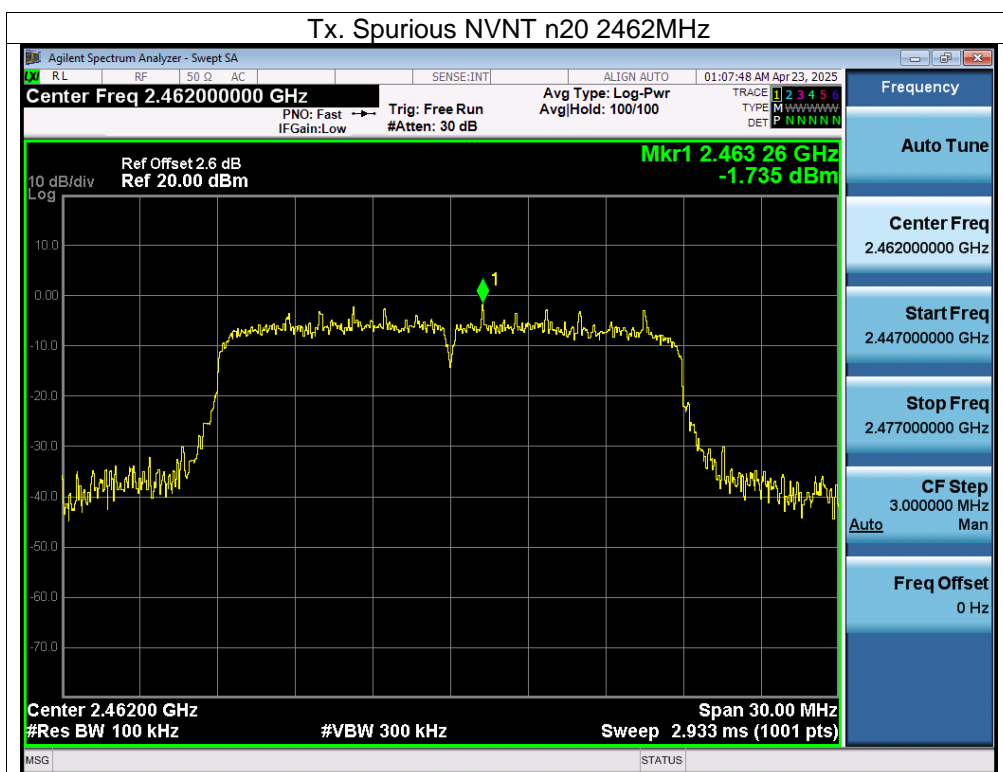 Tx. Spurious NVNT n20 2462MHz
Agilent Spectrum Analyzer - Swept SA
LXI RL RF 50 Ω AC SENSE:INT ALIGN AUTO 01:07:48 AM Apr 23, 2025
Center Freq 2.462000000 GHz
PNO: Fast
IFGain:Low
Trig: Free Run
#Atten: 30 dB
Avg Type: Log-Pwr
Avg|Hold: 100/100
TRACE 1 2 3 4 5 6
TYPE M WWWWW
DET P N N N N N
Mkr1 2.463 26 GHz
-1.735 dBm
Ref Offset 2.6 dB
10 dB/div Ref 20.00 dBm
Log
10.0
0.00
-10.0
-20.0
-30.0
-40.0
-50.0
-60.0
-70.0
1
Center 2.46200 GHz Span 30.00 MHz
#Res BW 100 kHz #VBW 300 kHz Sweep 2.933 ms (1001 pts)
MSG STATUS
Frequency
Auto Tune
Center Freq
2.462000000 GHz
Start Freq
2.447000000 GHz
Stop Freq
2.477000000 GHz
CF Step
3.000000 MHz
Auto Man
Freq Offset
0 Hz